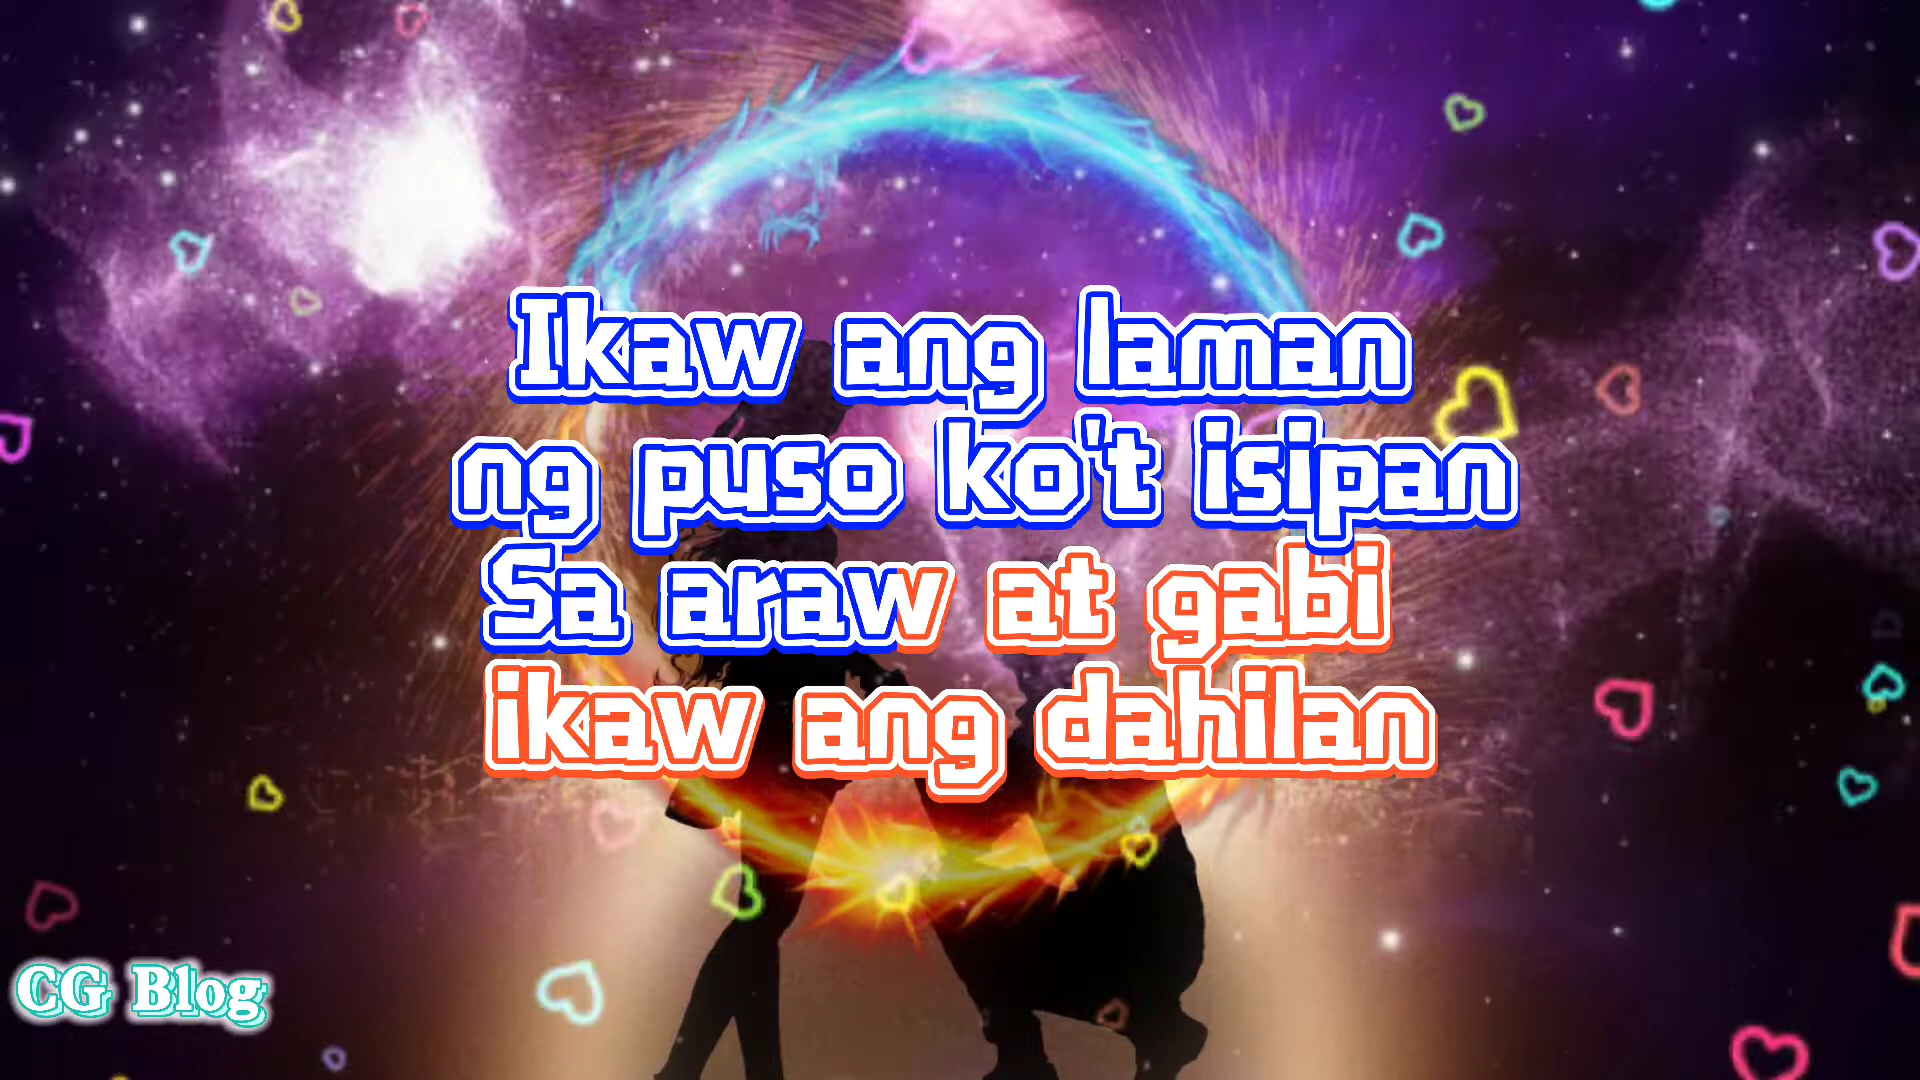 Ikaw ang laman
ng puso ko't isipan
Sa araw at gabi
ikaw ang dahilan
CG Blog